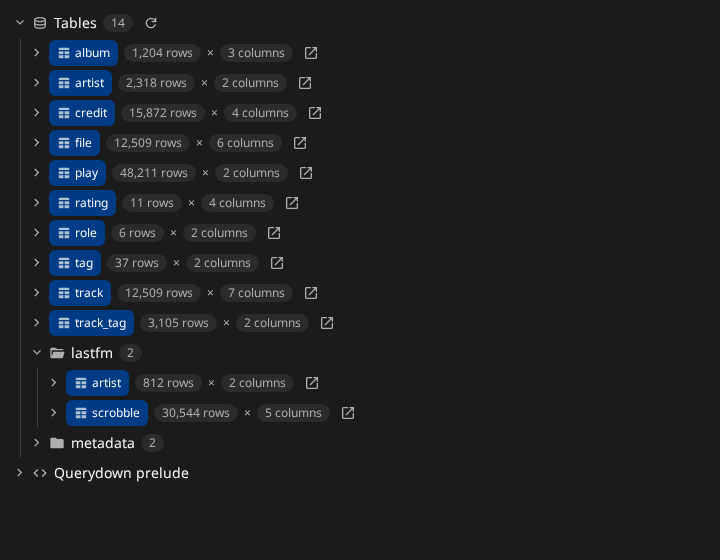 Tables 14
album 1,204 rows × 3 columns
artist 2,318 rows × 2 columns
credit 15,872 rows × 4 columns
file 12,509 rows × 6 columns
play 48,211 rows × 2 columns
rating 11 rows × 4 columns
role 6 rows × 2 columns
tag 37 rows × 2 columns
track 12,509 rows × 7 columns
track_tag 3,105 rows × 2 columns
lastfm 2
artist 812 rows × 2 columns
scrobble 30,544 rows × 5 columns
metadata 2
Querydown prelude